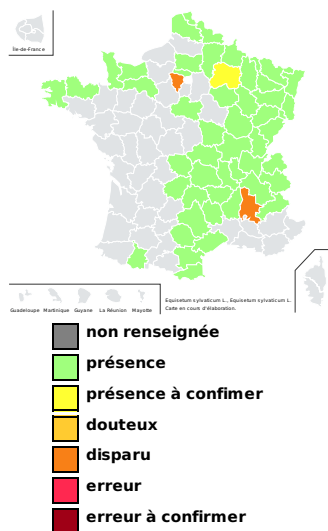 Île-de-France
Guadeloupe Martinique Guyane La Réunion Mayotte
Equisetum sylvaticum L., Equisetum sylvaticum L.
Carte en cours d'élaboration.
non renseignée
présence
présence à confimer
douteux
disparu
erreur
erreur à confirmer